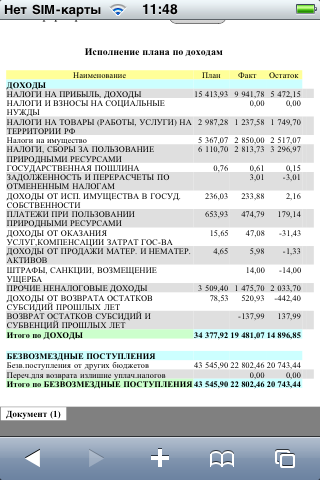 Нет SIM-карты 11:48
Исполнение плана по доходам
Наименование План Факт Остаток
ДОХОДЫ
НАЛОГИ НА ПРИБЫЛЬ, ДОХОДЫ 15 413,93 9 941,78 5 472,15
НАЛОГИ И ВЗНОСЫ НА СОЦИАЛЬНЫЕ 0,00 0,00
НУЖДЫ
НАЛОГИ НА ТОВАРЫ (РАБОТЫ, УСЛУГИ) НА 2 987,28 1 237,58 1 749,70
ТЕРРИТОРИИ РФ
Налоги на имущество 5 367,07 2 850,00 2 517,07
НАЛОГИ, СБОРЫ ЗА ПОЛЬЗОВАНИЕ 6 110,70 2 813,73 3 296,97
ПРИРОДНЫМИ РЕСУРСАМИ
ГОСУДАРСТВЕННАЯ ПОШЛИНА 0,76 0,61 0,15
ЗАДОЛЖЕННОСТЬ И ПЕРЕРАСЧЕТЫ ПО 3,01 -3,01
ОТМЕНЕННЫМ НАЛОГАМ
ДОХОДЫ ОТ ИСП. ИМУЩЕСТВА В ГОСУД. 236,03 233,88 2,16
СОБСТВЕННОСТИ
ПЛАТЕЖИ ПРИ ПОЛЬЗОВАНИИ 653,93 474,79 179,14
ПРИРОДНЫМИ РЕСУРСАМИ
ДОХОДЫ ОТ ОКАЗАНИЯ 15,65 47,08 -31,43
УСЛУГ,КОМПЕНСАЦИИ ЗАТРАТ ГОС-ВА
ДОХОДЫ ОТ ПРОДАЖИ МАТЕР. И НЕМАТЕР. 4,65 5,98 -1,33
АКТИВОВ
ШТРАФЫ, САНКЦИИ, ВОЗМЕЩЕНИЕ 14,00 -14,00
УЩЕРБА
ПРОЧИЕ НЕНАЛОГОВЫЕ ДОХОДЫ 3 509,40 1 475,70 2 033,70
ДОХОДЫ ОТ ВОЗВРАТА ОСТАТКОВ 78,53 520,93 -442,40
СУБСИДИЙ ПРОШЛЫХ ЛЕТ
ВОЗВРАТ ОСТАТКОВ СУБСИДИЙ И -137,99 137,99
СУБВЕНЦИЙ ПРОШЛЫХ ЛЕТ
Итого по ДОХОДЫ 34 377,92 19 481,07 14 896,85
БЕЗВОЗМЕЗДНЫЕ ПОСТУПЛЕНИЯ
Безв.поступления от других бюджетов 43 545,90 22 802,46 20 743,44
Переч.для возврата излишне уплач.налогов 0,00 0,00
Итого по БЕЗВОЗМЕЗДНЫЕ ПОСТУПЛЕНИЯ 43 545,90 22 802,46 20 743,44
Документ (1)